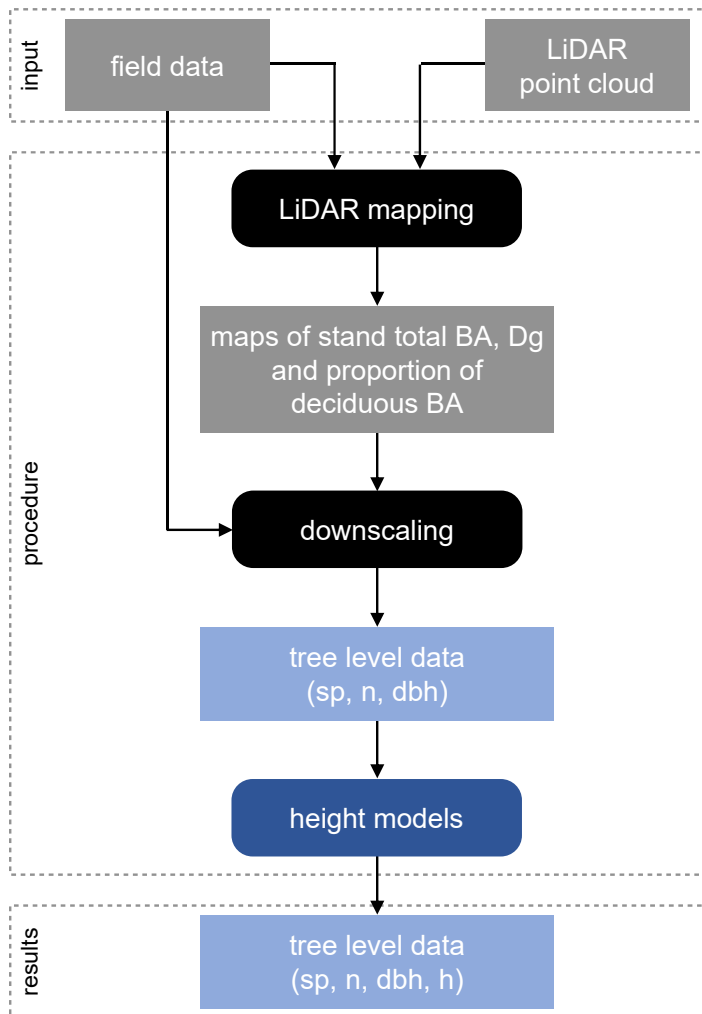 input
field data
LiDAR
point cloud
procedure
LiDAR mapping
maps of stand total BA, Dg
and proportion of
deciduous BA
downscaling
tree level data
(sp, n, dbh)
height models
results
tree level data
(sp, n, dbh, h)